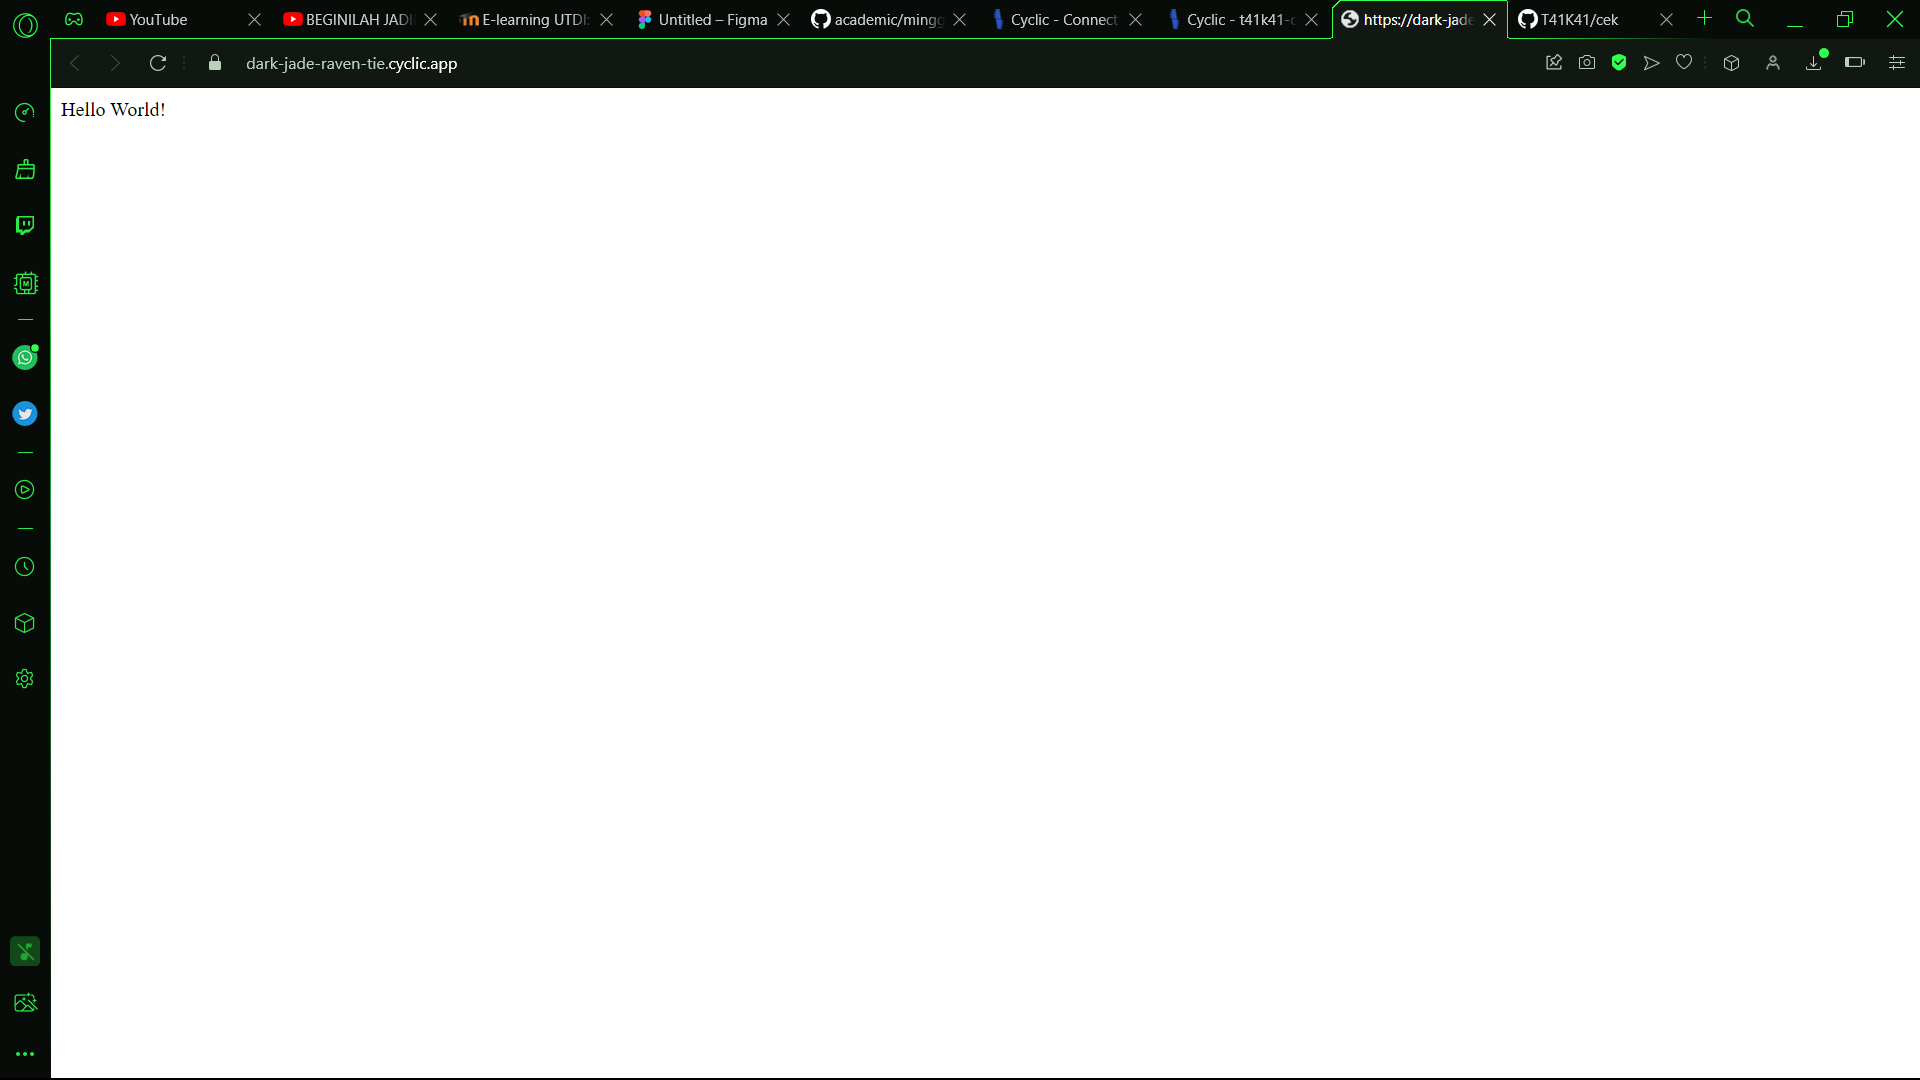 YouTube
BEGINILAH JADI
E-learning UTDI:
Untitled – Figma
academic/mingg
Cyclic - Connect
Cyclic - t41k41-c
https://dark-jade
T41K41/cek
dark-jade-raven-tie.cyclic.app
Hello World!